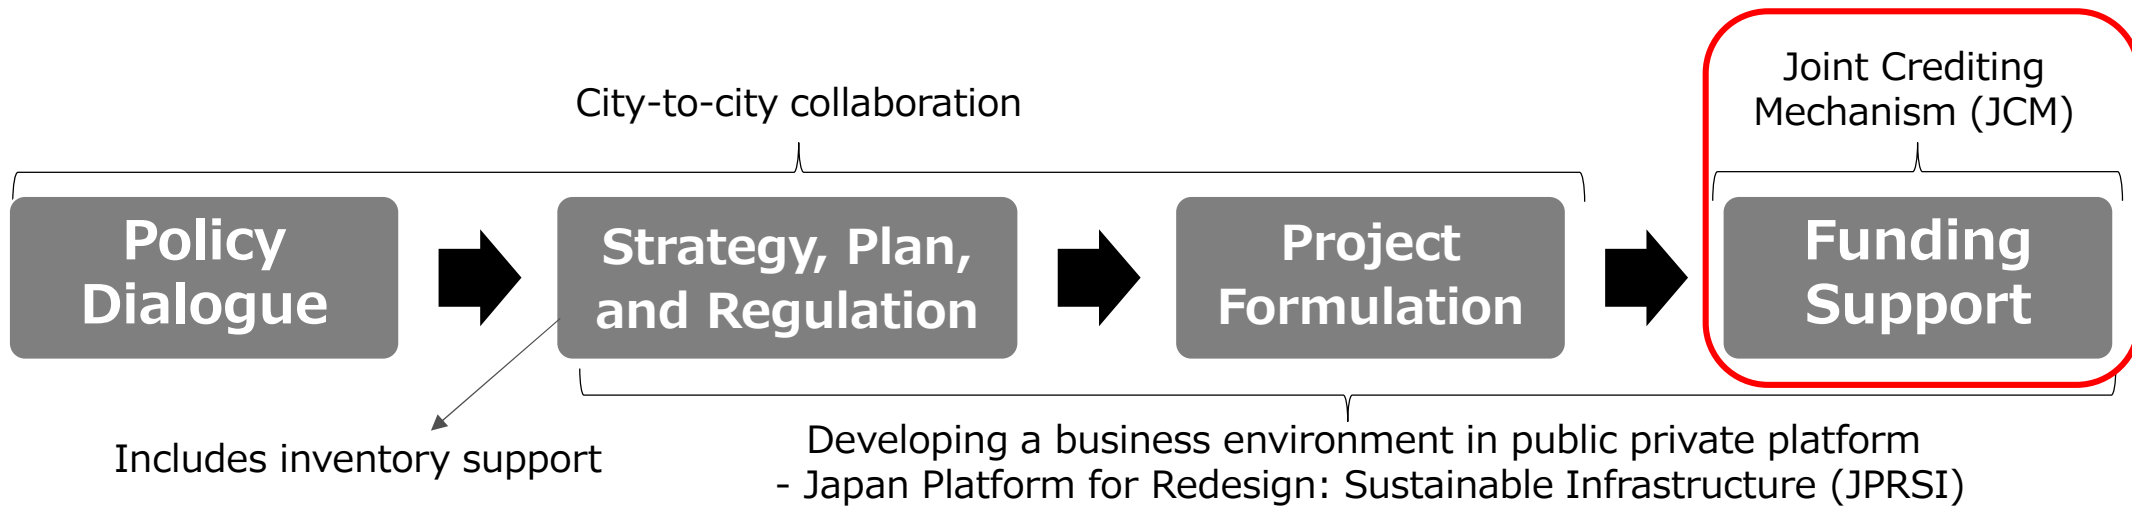 City-to-city collaboration
Joint Crediting
Mechanism (JCM)
Policy
Dialogue
Strategy, Plan,
and Regulation
Project
Formulation
Funding
Support
Includes inventory support
Developing a business environment in public private platform
- Japan Platform for Redesign: Sustainable Infrastructure (JPRSI)